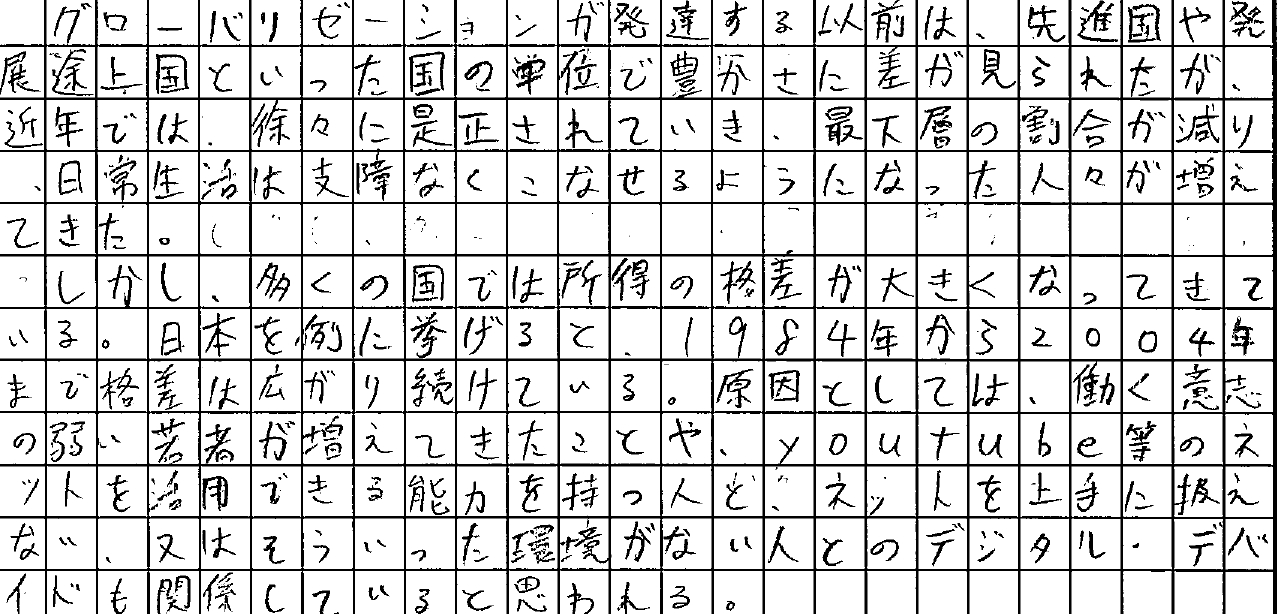 グローバリゼーションが発達する以前は、先進国や発
展途上国といった国の単位で豊かさに差が見られたが、
近年では、徐々に是正されていき、最下層の割合が減り
、日常生活は支障なくこなせるようになった人々が増え
てきた。
しかし、多くの国では所得の格差が大きくなってきて
いる。日本を例に挙げると、1984年から2004年
まで格差は広がり続けている。原因としては、働く意志
の弱い若者が増えてきたことや、youtube等のネ
ットを活用できる能力を持つ人と、ネットを上手に扱え
ない、又はそういった環境がない人とのデジタル・デバ
イドも関係していると思われる。